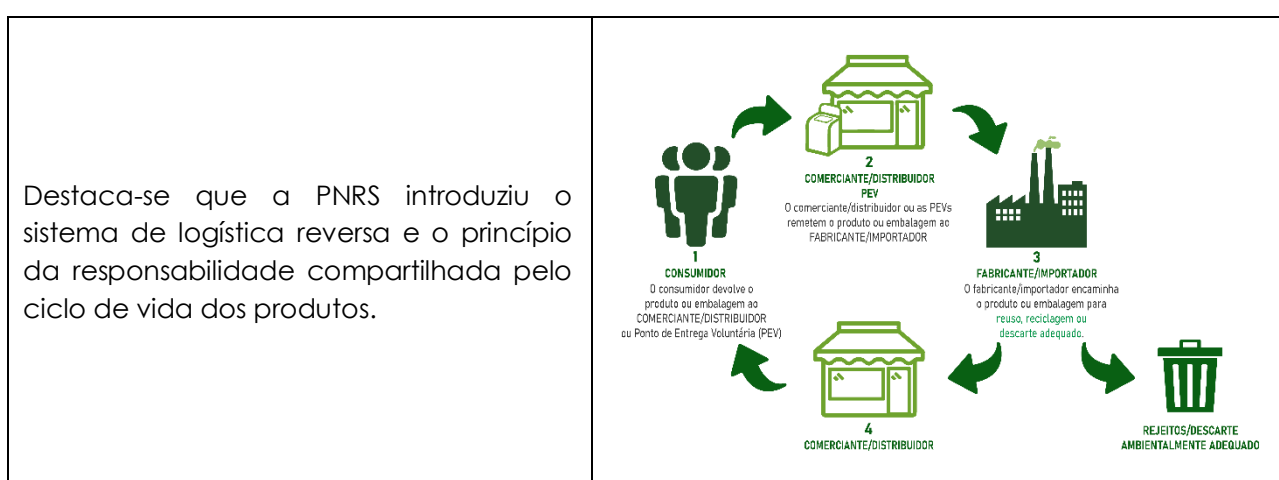 Destaca-se que a PNRS introduziu o
sistema de logística reversa e o princípio
da responsabilidade compartilhada pelo
ciclo de vida dos produtos.
1
CONSUMIDOR
O consumidor devolve o
produto ou embalagem ao
COMERCIANTE/DISTRIBUIDOR
ou Ponto de Entrega Voluntária (PEV)
2
COMERCIANTE/DISTRIBUIDOR
PEV
O comerciante/distribuidor ou as PEVs
remetem o produto ou embalagem ao
FABRICANTE/IMPORTADOR
3
FABRICANTE/IMPORTADOR
O fabricante/importador encaminha
o produto ou embalagem para
reuso, reciclagem ou
descarte adequado.
4
COMERCIANTE/DISTRIBUIDOR
REJEITOS/DESCARTE
AMBIENTALMENTE ADEQUADO